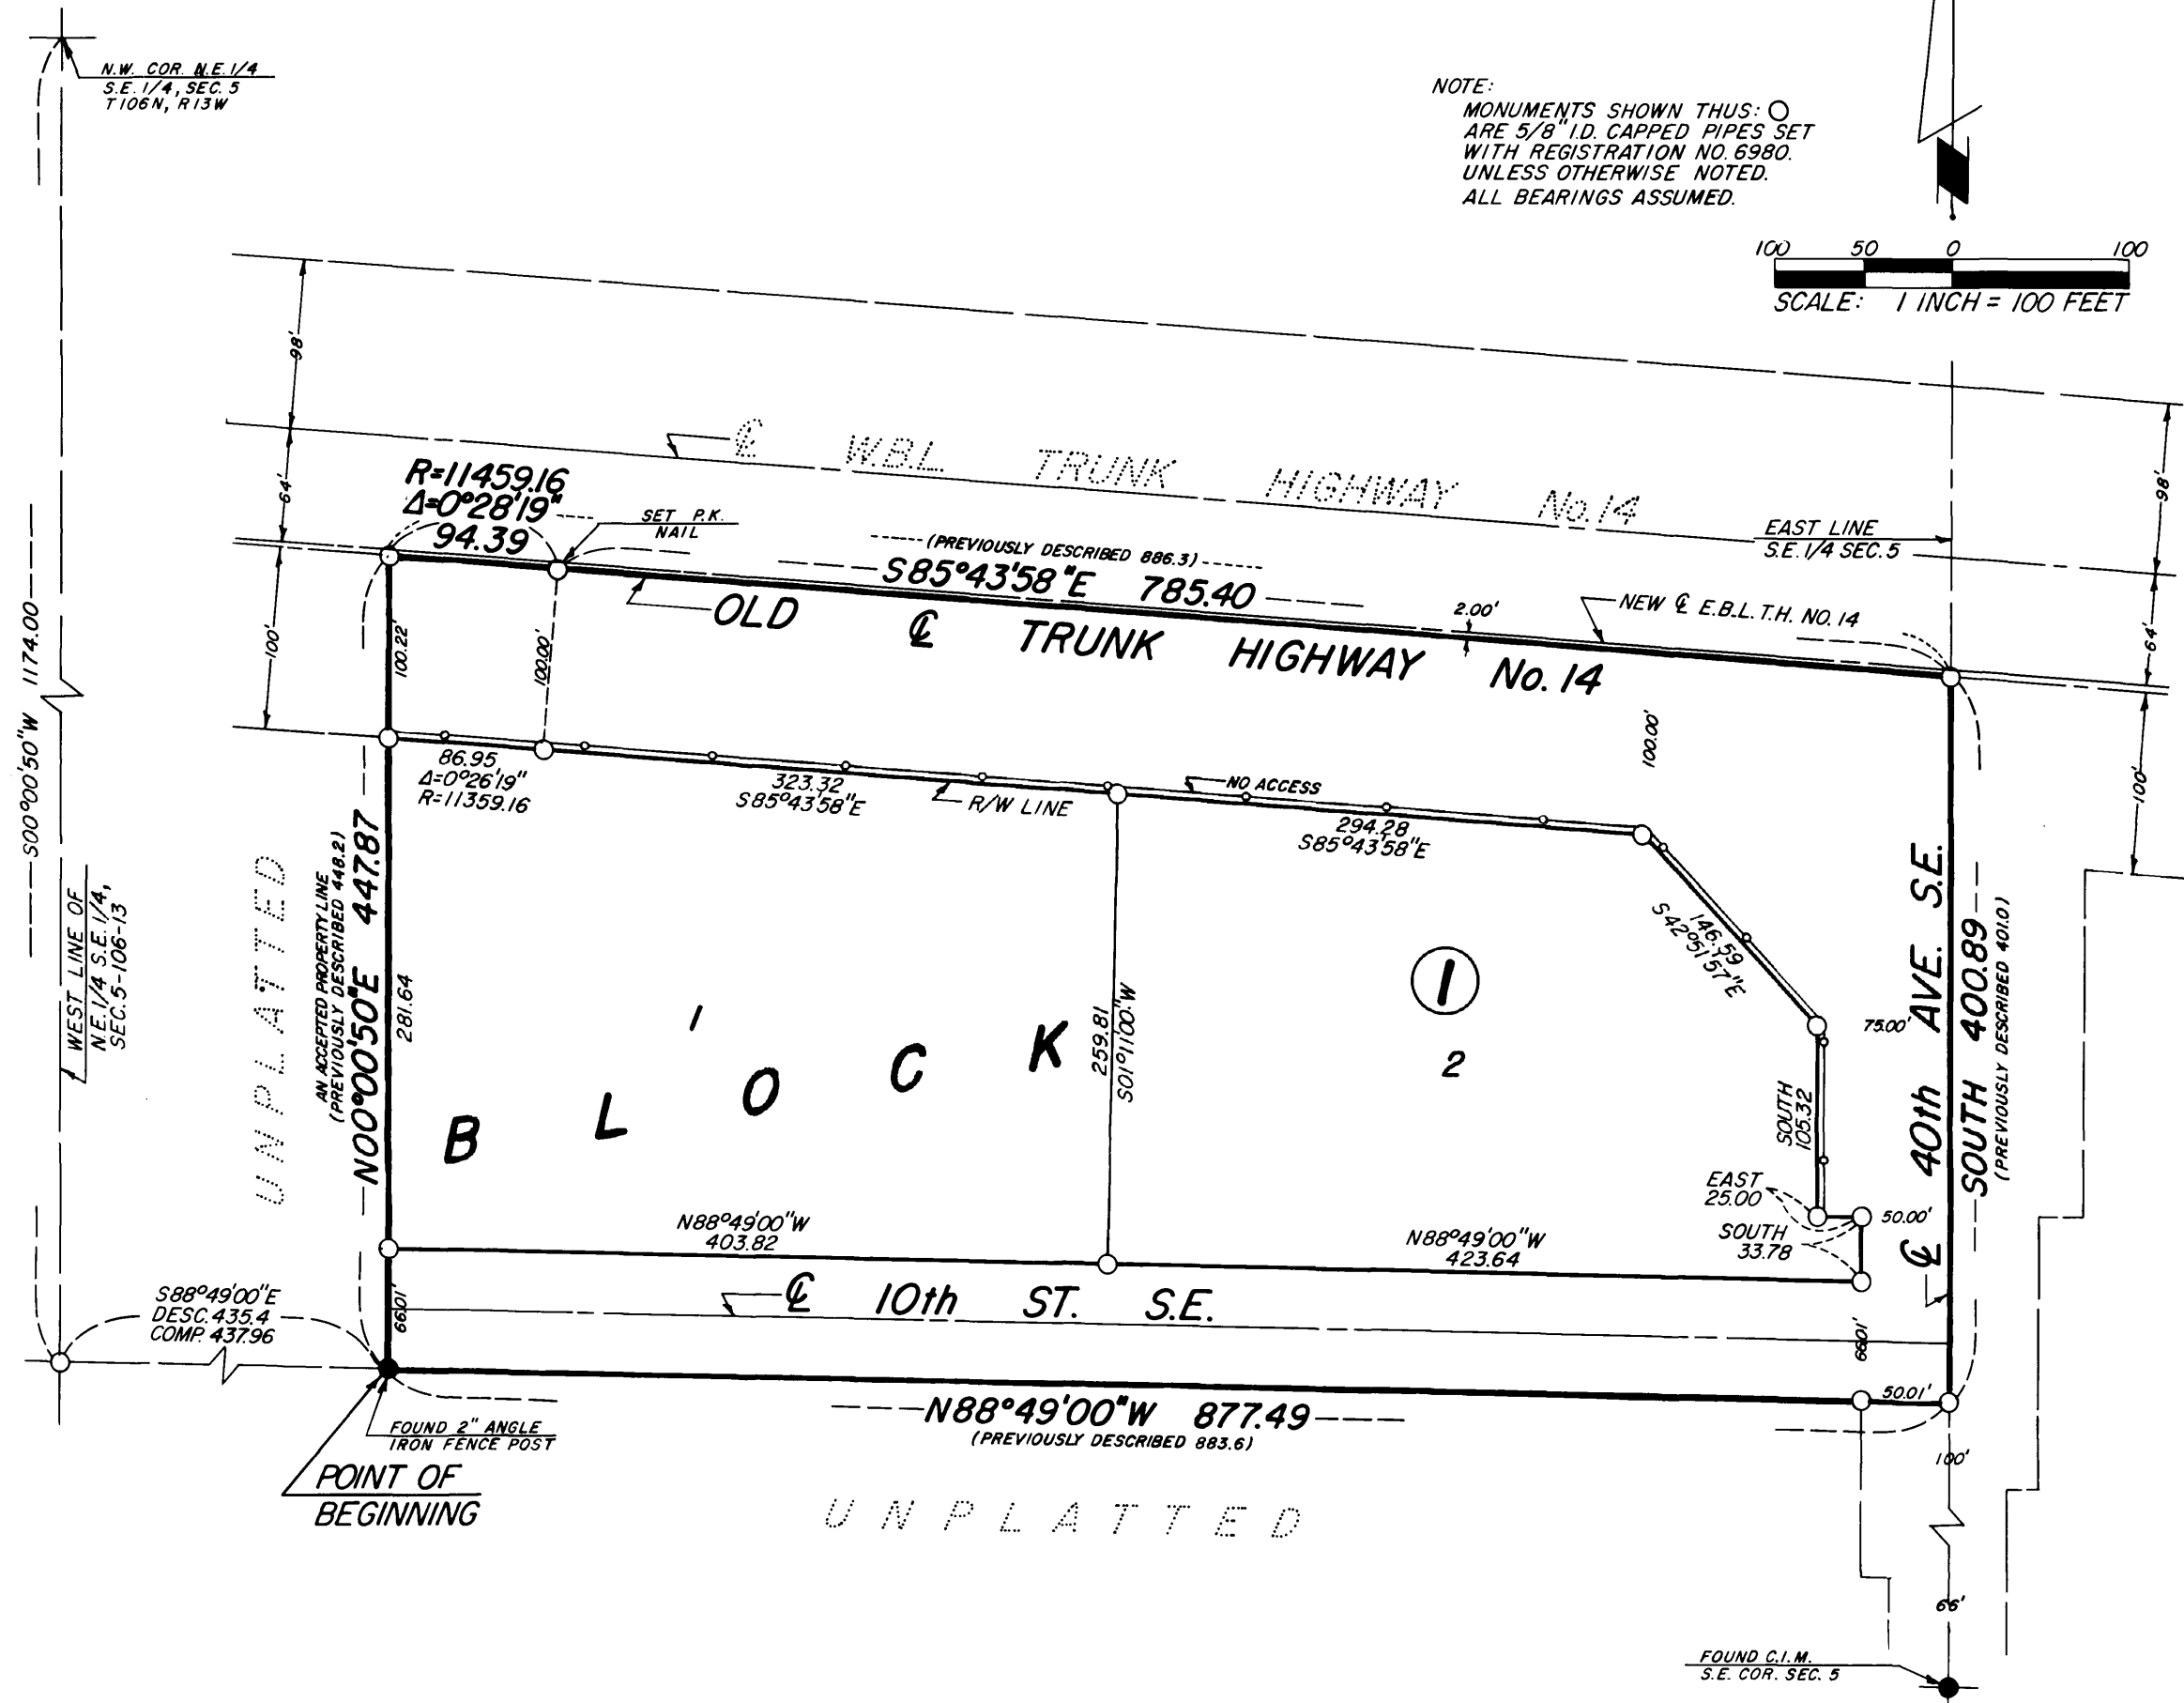 N.W. COR. N.E. 1/4
S.E. 1/4, SEC. 5
T106N, R13W
NOTE:
MONUMENTS SHOWN THUS: O
ARE 5/8" I.D. CAPPED PIPES SET
WITH REGISTRATION NO. 6980.
UNLESS OTHERWISE NOTED.
ALL BEARINGS ASSUMED.
100 50 0 100
SCALE: 1 INCH = 100 FEET
98'
64'
100'
℄ W.B.L. TRUNK HIGHWAY No. 14
98'
64'
100'
EAST LINE
S.E. 1/4 SEC. 5
R=11459.16
Δ=0°28'19"
94.39
SET P.K.
NAIL
(PREVIOUSLY DESCRIBED 886.3)
S85°43'58"E 785.40
OLD ℄ TRUNK HIGHWAY No. 14
2.00'
NEW ℄ E.B.L. T.H. NO. 14
100.22'
100.00'
100.00'
86.95
Δ=0°26'19"
R=11359.16
323.32
S85°43'58"E
R/W LINE
NO ACCESS
294.28
S85°43'58"E
146.59
S42°51'57"E
S00°00'50"W 1174.00
WEST LINE OF
NE. 1/4 S.E. 1/4,
SEC. 5-106-13
UNPLATTED
AN ACCEPTED PROPERTY LINE
(PREVIOUSLY DESCRIBED 448.2)
N00°00'50"E 447.87
281.64
1
BLOCK
1
2
259.81
S01°11'00"W
75.00'
SOUTH
105.32
EAST
25.00
50.00'
SOUTH
33.78
℄ 40th AVE. S.E.
SOUTH 400.89
(PREVIOUSLY DESCRIBED 401.0)
N88°49'00"W
403.82
N88°49'00"W
423.64
S88°49'00"E
DESC. 435.4
COMP. 437.96
66.01'
℄ 10th ST. S.E.
66.01'
50.01'
N88°49'00"W 877.49
(PREVIOUSLY DESCRIBED 883.6)
FOUND 2" ANGLE
IRON FENCE POST
POINT OF
BEGINNING
UNPLATTED
100'
66'
FOUND C.I.M.
S.E. COR. SEC. 5